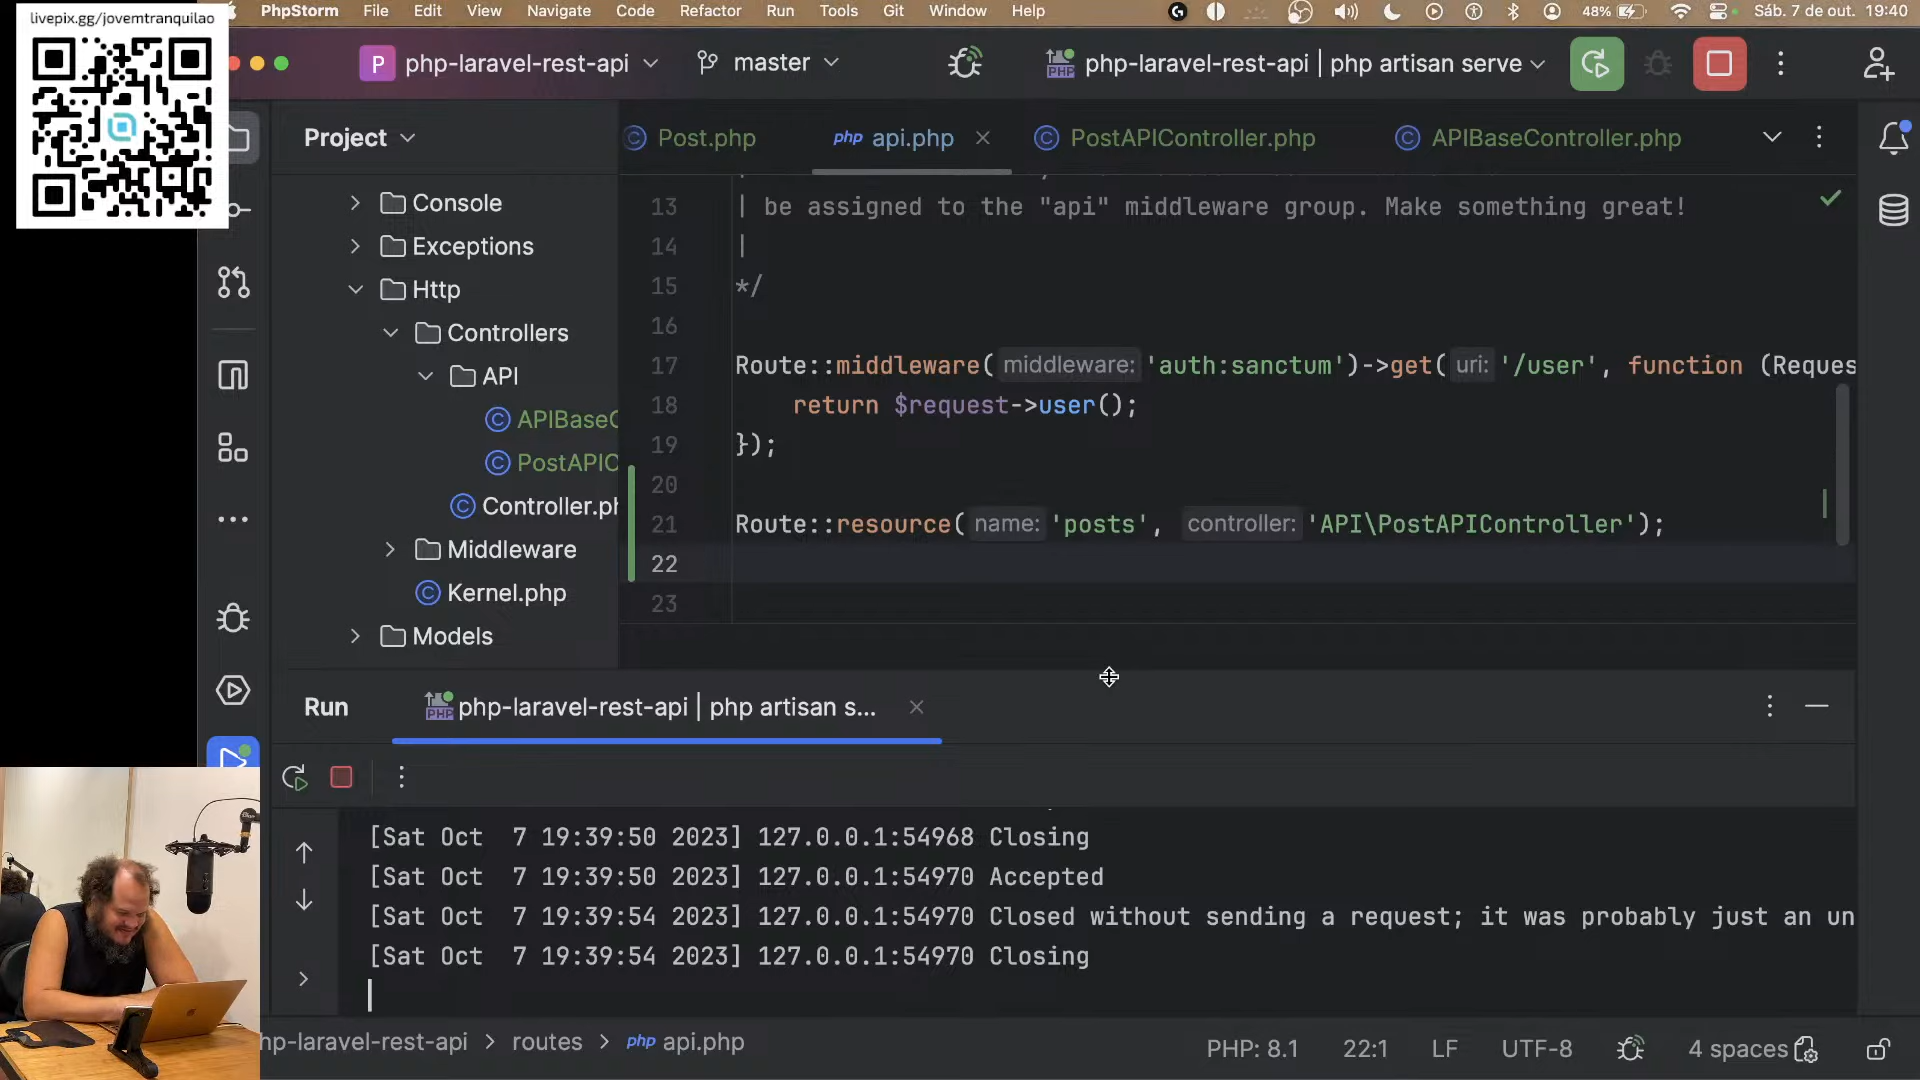 livepix.gg/jovemtranquilao
PhpStorm File Edit View Navigate Code Refactor Run Tools Git Window Help 48% Sáb. 7 de out. 19:40
P php-laravel-rest-api master php-laravel-rest-api | php artisan serve
Project
Post.php
php api.php
PostAPIController.php
APIBaseController.php
Console
Exceptions
Http
Controllers
API
APIBaseC
PostAPIC
Controller.ph
Middleware
Kernel.php
Models
13 | be assigned to the "api" middleware group. Make something great!
14 |
15 */
16
17 Route::middleware( middleware: 'auth:sanctum')->get( uri: '/user', function (Reques
18 return $request->user();
19 });
20
21 Route::resource( name: 'posts', controller: 'API\PostAPIController');
22
23
Run php-laravel-rest-api | php artisan s...
[Sat Oct  7 19:39:50 2023] 127.0.0.1:54968 Closing
[Sat Oct  7 19:39:50 2023] 127.0.0.1:54970 Accepted
[Sat Oct  7 19:39:54 2023] 127.0.0.1:54970 Closed without sending a request; it was probably just an un
[Sat Oct  7 19:39:54 2023] 127.0.0.1:54970 Closing
hp-laravel-rest-api > routes > php api.php PHP: 8.1 22:1 LF UTF-8 4 spaces